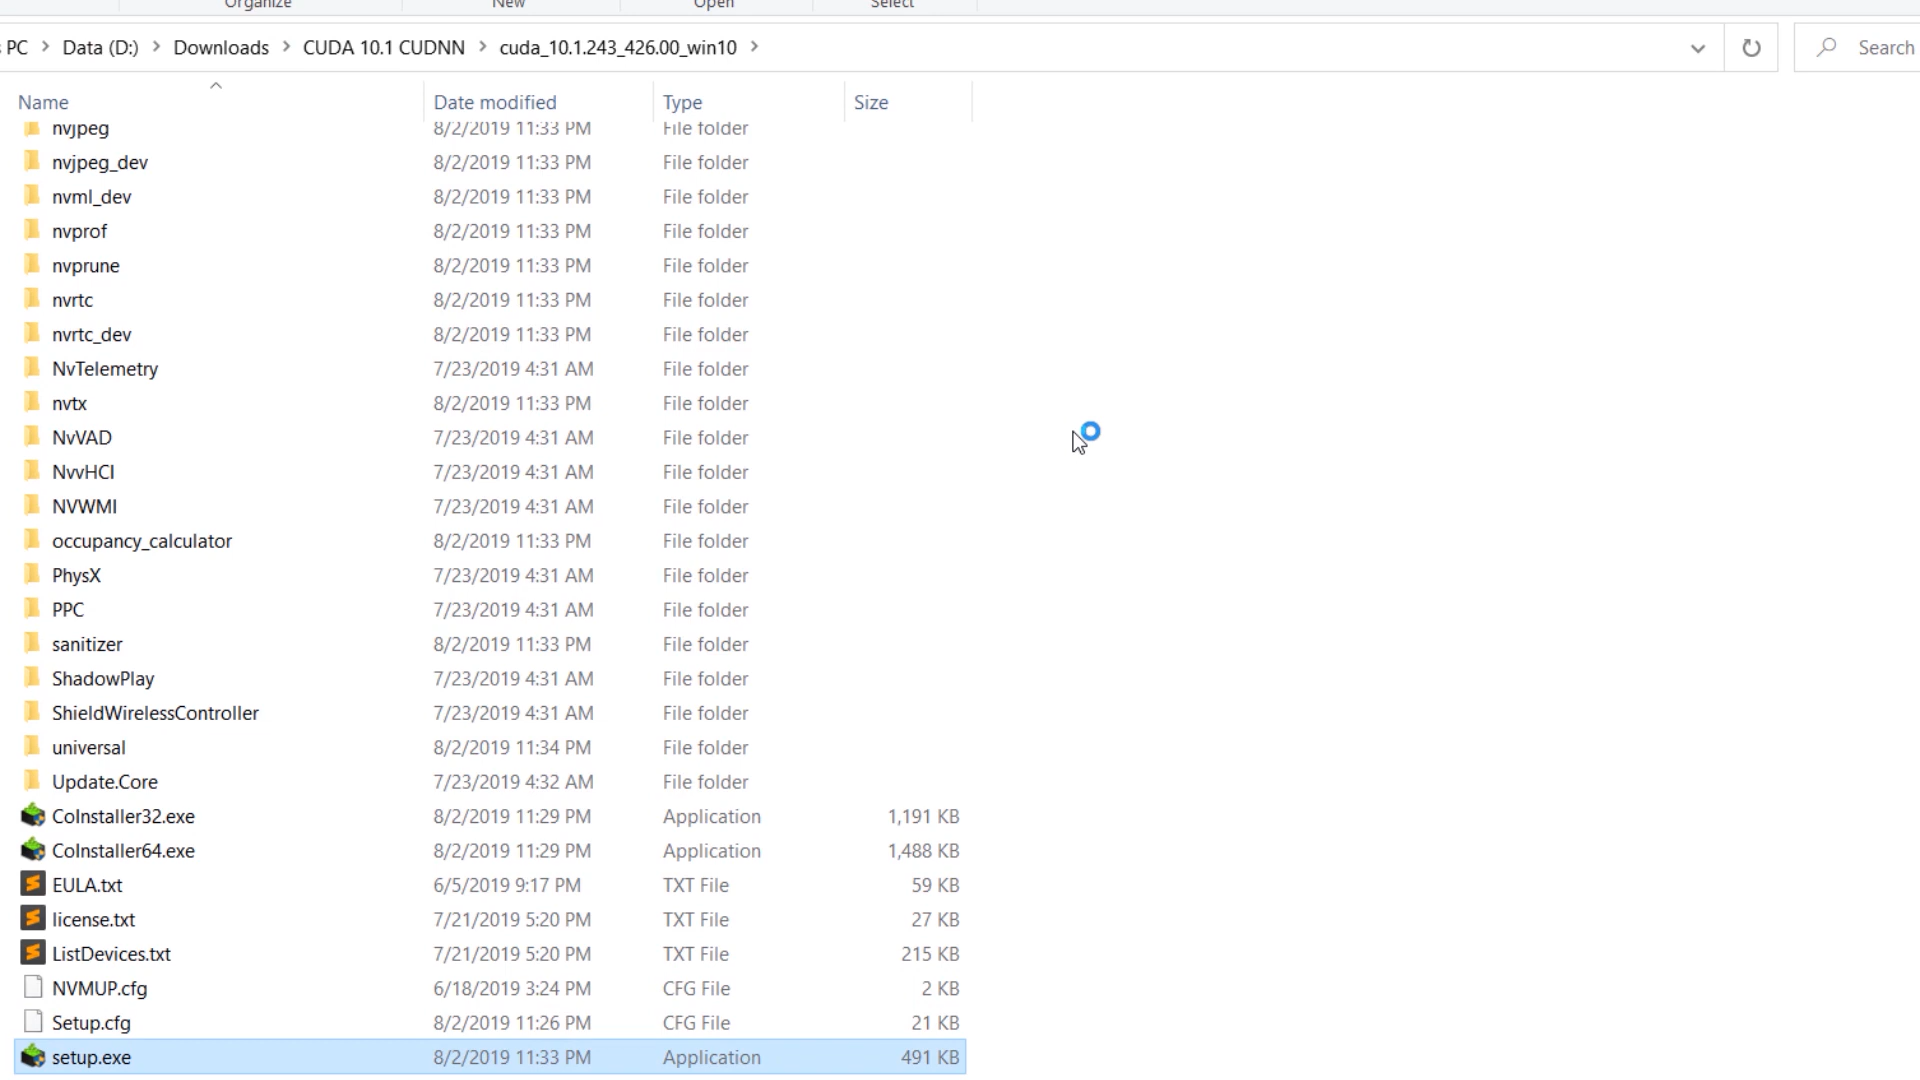 Organize New Open Select
PC > Data (D:) > Downloads > CUDA 10.1 CUDNN > cuda_10.1.243_426.00_win10 > Search
Name Date modified Type Size
nvjpeg 8/2/2019 11:33 PM File folder
nvjpeg_dev 8/2/2019 11:33 PM File folder
nvml_dev 8/2/2019 11:33 PM File folder
nvprof 8/2/2019 11:33 PM File folder
nvprune 8/2/2019 11:33 PM File folder
nvrtc 8/2/2019 11:33 PM File folder
nvrtc_dev 8/2/2019 11:33 PM File folder
NvTelemetry 7/23/2019 4:31 AM File folder
nvtx 8/2/2019 11:33 PM File folder
NvVAD 7/23/2019 4:31 AM File folder
NvvHCI 7/23/2019 4:31 AM File folder
NVWMI 7/23/2019 4:31 AM File folder
occupancy_calculator 8/2/2019 11:33 PM File folder
PhysX 7/23/2019 4:31 AM File folder
PPC 7/23/2019 4:31 AM File folder
sanitizer 8/2/2019 11:33 PM File folder
ShadowPlay 7/23/2019 4:31 AM File folder
ShieldWirelessController 7/23/2019 4:31 AM File folder
universal 8/2/2019 11:34 PM File folder
Update.Core 7/23/2019 4:32 AM File folder
CoInstaller32.exe 8/2/2019 11:29 PM Application 1,191 KB
CoInstaller64.exe 8/2/2019 11:29 PM Application 1,488 KB
EULA.txt 6/5/2019 9:17 PM TXT File 59 KB
license.txt 7/21/2019 5:20 PM TXT File 27 KB
ListDevices.txt 7/21/2019 5:20 PM TXT File 215 KB
NVMUP.cfg 6/18/2019 3:24 PM CFG File 2 KB
Setup.cfg 8/2/2019 11:26 PM CFG File 21 KB
setup.exe 8/2/2019 11:33 PM Application 491 KB